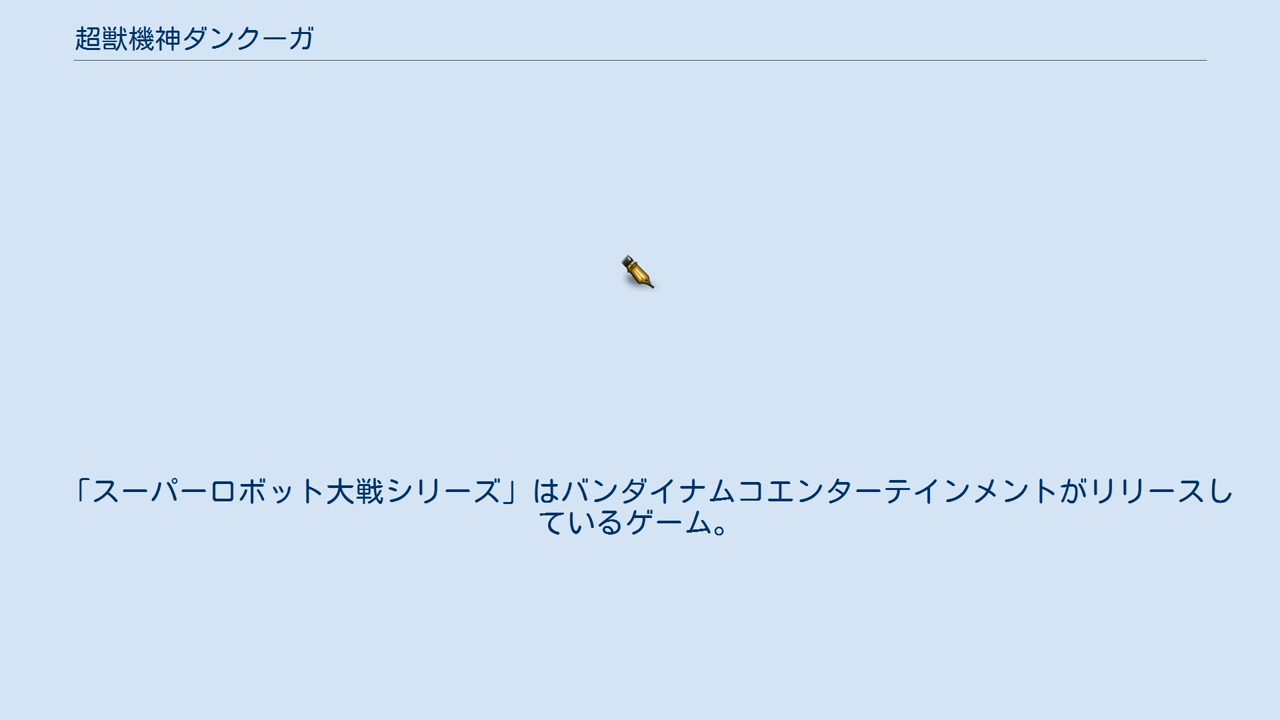 超獣機神ダンクーガ
「スーパーロボット大戦シリーズ」はバンダイナムコエンターテインメントがリリースし
ているゲーム。